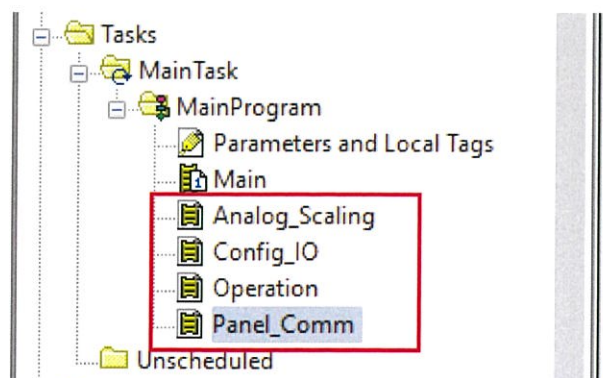 Tasks
MainTask
MainProgram
Parameters and Local Tags
Main
Analog_Scaling
Config_IO
Operation
Panel_Comm
Unscheduled